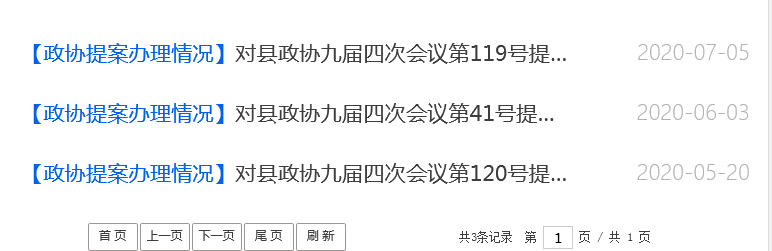 【政协提案办理情况】对县政协九届四次会议第119号提... 2020-07-05
【政协提案办理情况】对县政协九届四次会议第41号提... 2020-06-03
【政协提案办理情况】对县政协九届四次会议第120号提... 2020-05-20
首 页 上一页 下一页 尾 页 刷 新 共3条记录 第 1 页 / 共 1 页